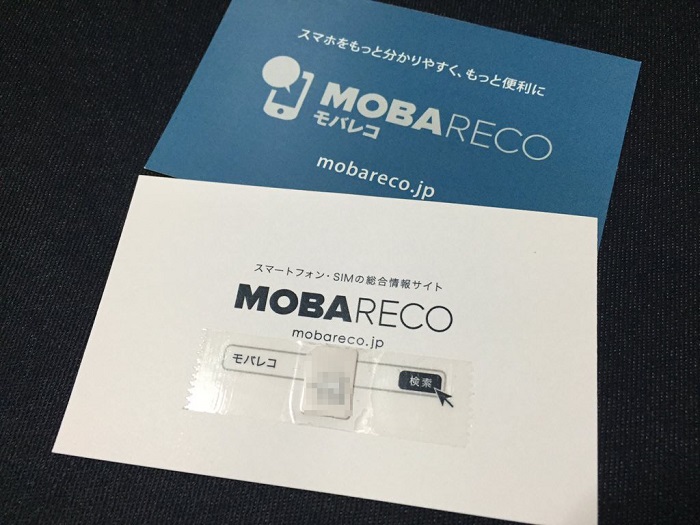 スマホをもっと分かりやすく、もっと便利に
MOBARECO
モバレコ
mobareco.jp
スマートフォン・SIMの総合情報サイト
MOBARECO
mobareco.jp
モバレコ
検索